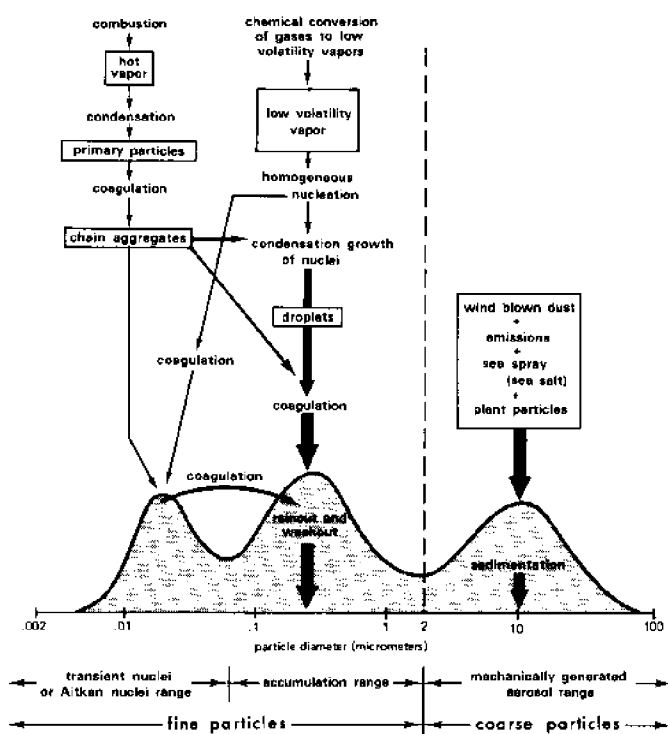 combustion
hot
vapor
condensation
primary particles
coagulation
chain aggregates
chemical conversion
of gases to low
volatility vapors
low volatility
vapor
homogeneous
nucleation
condensation growth
of nuclei
droplets
coagulation
coagulation
coagulation
rainout and
washout
wind blown dust
+
emissions
+
sea spray
(sea salt)
+
plant particles
sedimentation
.002 .01 .1 1 2 10 100
particle diameter (micrometers)
transient nuclei
or Aitken nuclei range
accumulation range
mechanically generated
aerosol range
fine particles
coarse particles